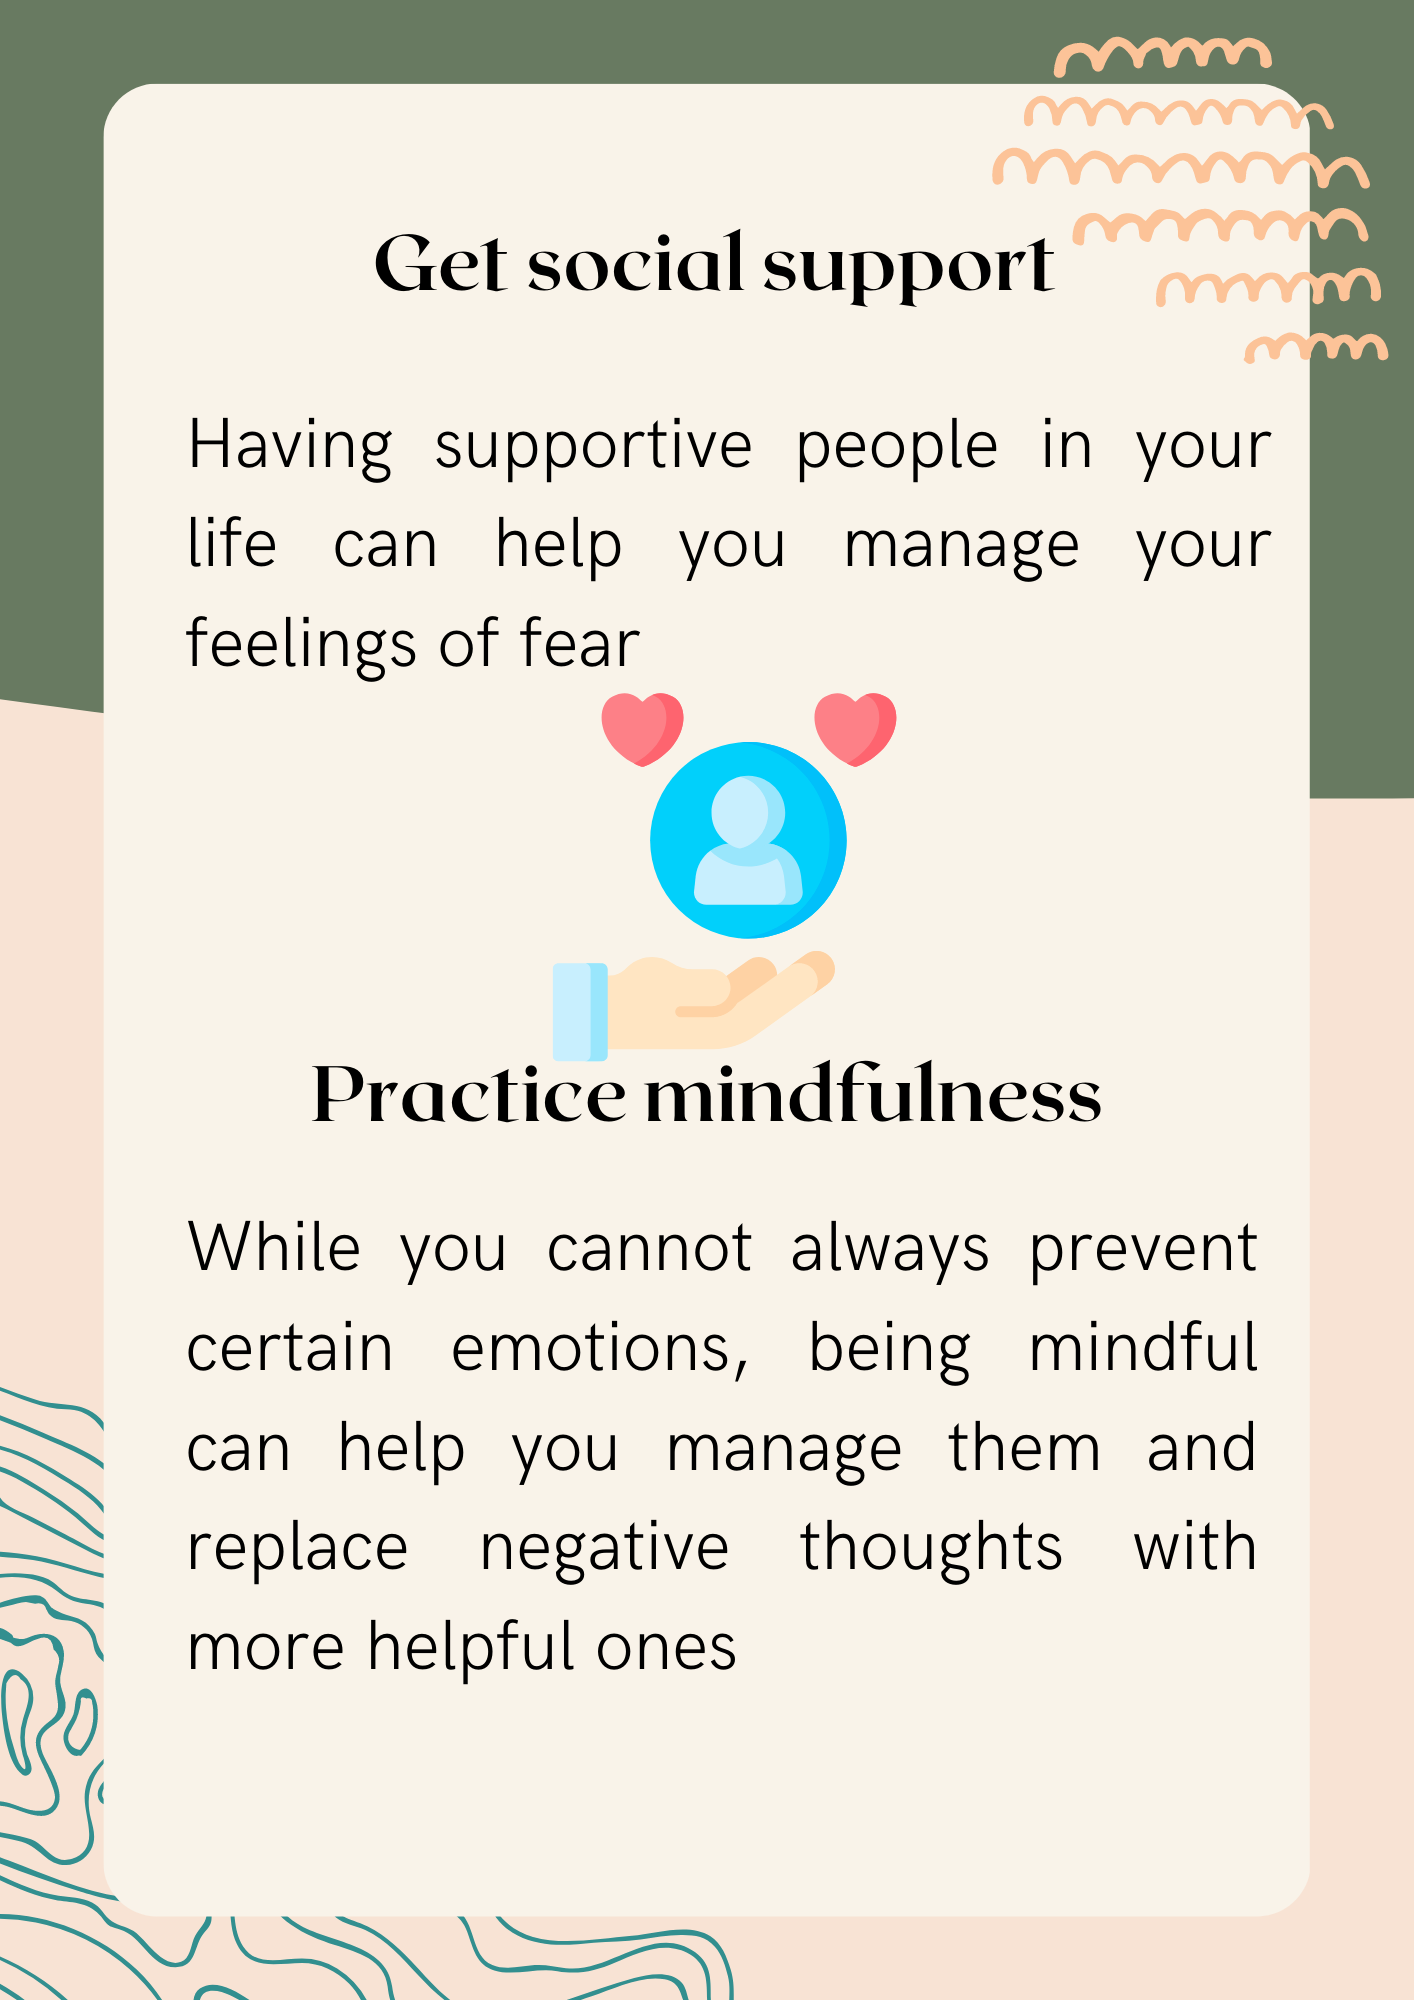 Get social support
Having supportive people in your
life can help you manage your
feelings of fear
Practice mindfulness
While you cannot always prevent
certain emotions, being mindful
can help you manage them and
replace negative thoughts with
more helpful ones